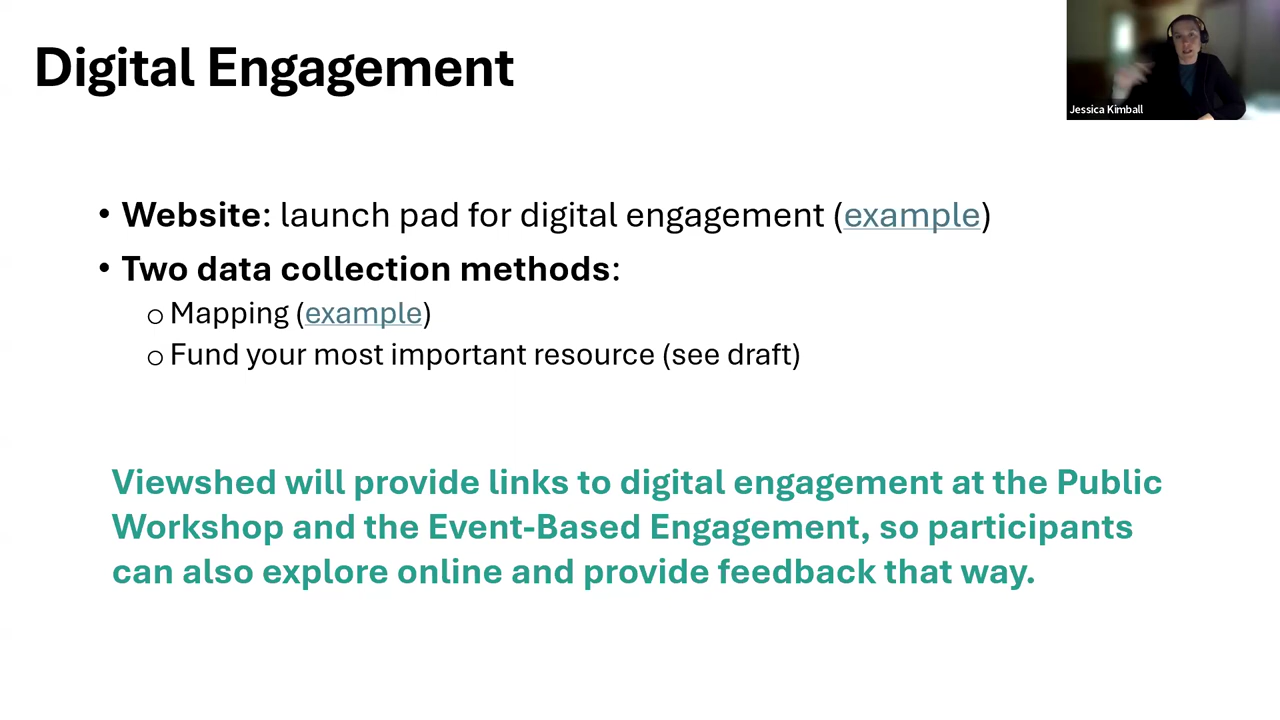 Digital Engagement
Jessica Kimball
• Website: launch pad for digital engagement (example)
• Two data collection methods:
o Mapping (example)
o Fund your most important resource (see draft)
Viewshed will provide links to digital engagement at the Public
Workshop and the Event-Based Engagement, so participants
can also explore online and provide feedback that way.